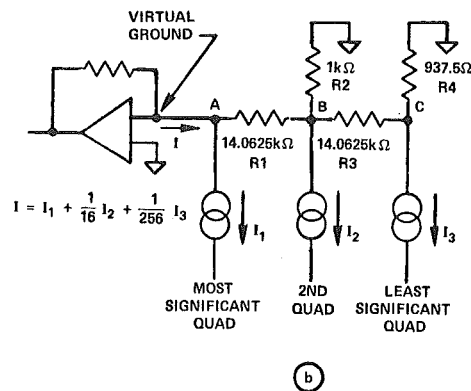 VIRTUAL
GROUND
1kΩ
R2
937.5Ω
R4
A
B
C
I
14.0625kΩ
R1
14.0625kΩ
R3
I = I₁ + 1/16 I₂ + 1/256 I₃
I₁
I₂
I₃
MOST
SIGNIFICANT
QUAD
2ND
QUAD
LEAST
SIGNIFICANT
QUAD
b